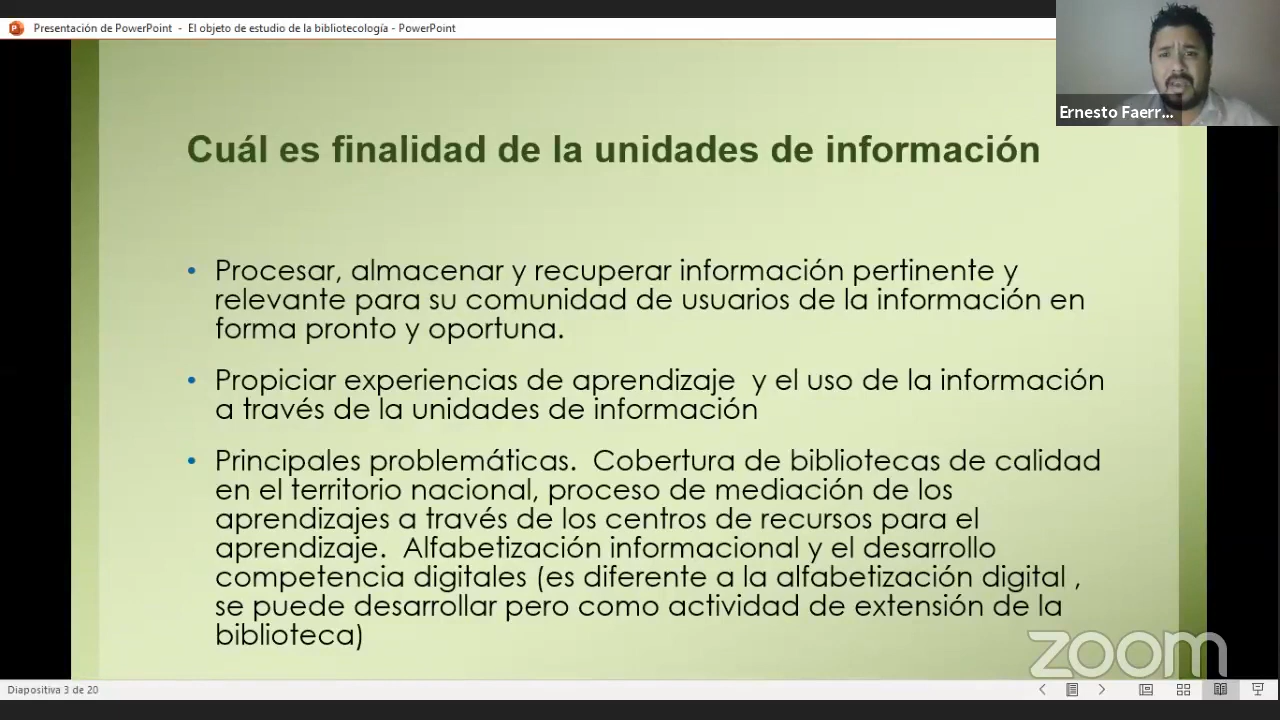 Presentación de PowerPoint - El objeto de estudio de la bibliotecología - PowerPoint
Ernesto Faerr...
Cuál es finalidad de la unidades de información
• Procesar, almacenar y recuperar información pertinente y
relevante para su comunidad de usuarios de la información en
forma pronto y oportuna.
• Propiciar experiencias de aprendizaje y el uso de la información
a través de la unidades de información
• Principales problemáticas. Cobertura de bibliotecas de calidad
en el territorio nacional, proceso de mediación de los
aprendizajes a través de los centros de recursos para el
aprendizaje. Alfabetización informacional y el desarrollo
competencia digitales (es diferente a la alfabetización digital ,
se puede desarrollar pero como actividad de extensión de la
biblioteca)
zoom
Diapositiva 3 de 20